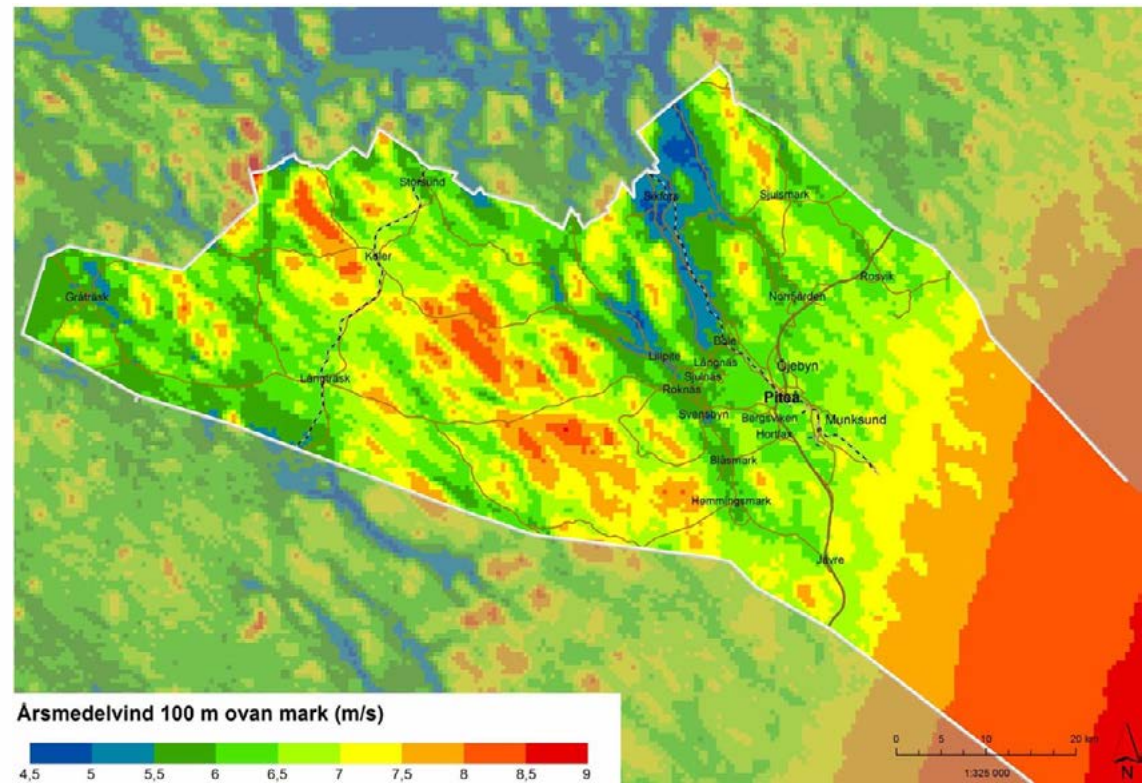 Storsund
Sikfors
Sjulsmark
Koler
Rosvik
Gråträsk
Norrfjärden
Böle
Lillpite
Långnäs
Sjulnäs
Öjebyn
Långträsk
Roknäs
Piteå
Svensbyn
Bergsviken
Munksund
Hortlax
Blåsmark
Hemmingsmark
Jävre
Årsmedelvind 100 m ovan mark (m/s)
4,5 5 5,5 6 6,5 7 7,5 8 8,5 9
0 5 10 20 km
1:325 000
N